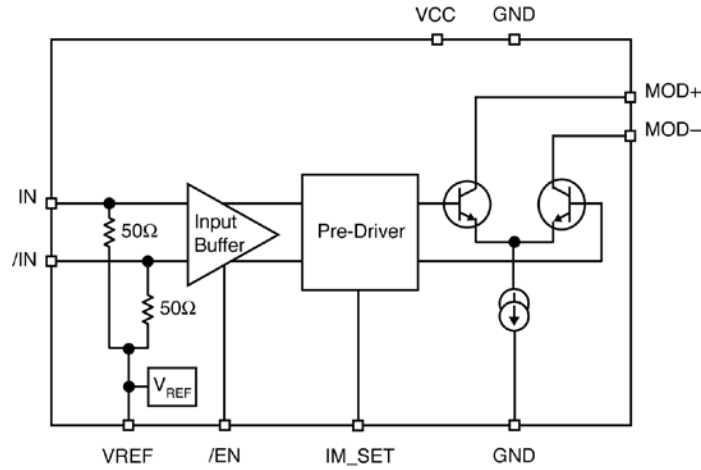 VCC
GND
MOD+
MOD–
IN
50Ω
Input
Buffer
Pre-Driver
/IN
50Ω
VREF
VREF
/EN
IM_SET
GND